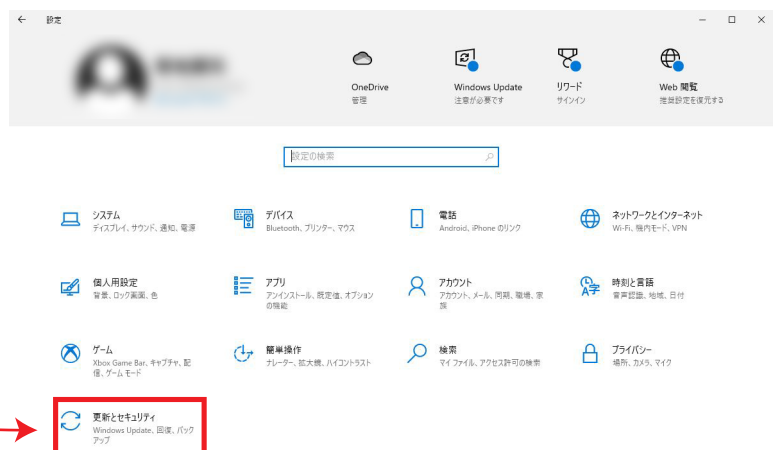 設定
OneDrive
管理
Windows Update
注意が必要です
リワード
サインイン
Web 閲覧
推奨設定を復元する
設定の検索
システム
ディスプレイ、サウンド、通知、電源
デバイス
Bluetooth、プリンター、マウス
電話
Android、iPhone のリンク
ネットワークとインターネット
Wi-Fi、機内モード、VPN
個人用設定
背景、ロック画面、色
アプリ
アンインストール、既定値、オプション
の機能
アカウント
アカウント、メール、同期、職場、家
族
時刻と言語
音声認識、地域、日付
ゲーム
Xbox Game Bar、キャプチャ、配
信、ゲーム モード
簡単操作
ナレーター、拡大鏡、ハイコントラスト
検索
マイ ファイル、アクセス許可の検索
プライバシー
場所、カメラ、マイク
更新とセキュリティ
Windows Update、回復、バック
アップ